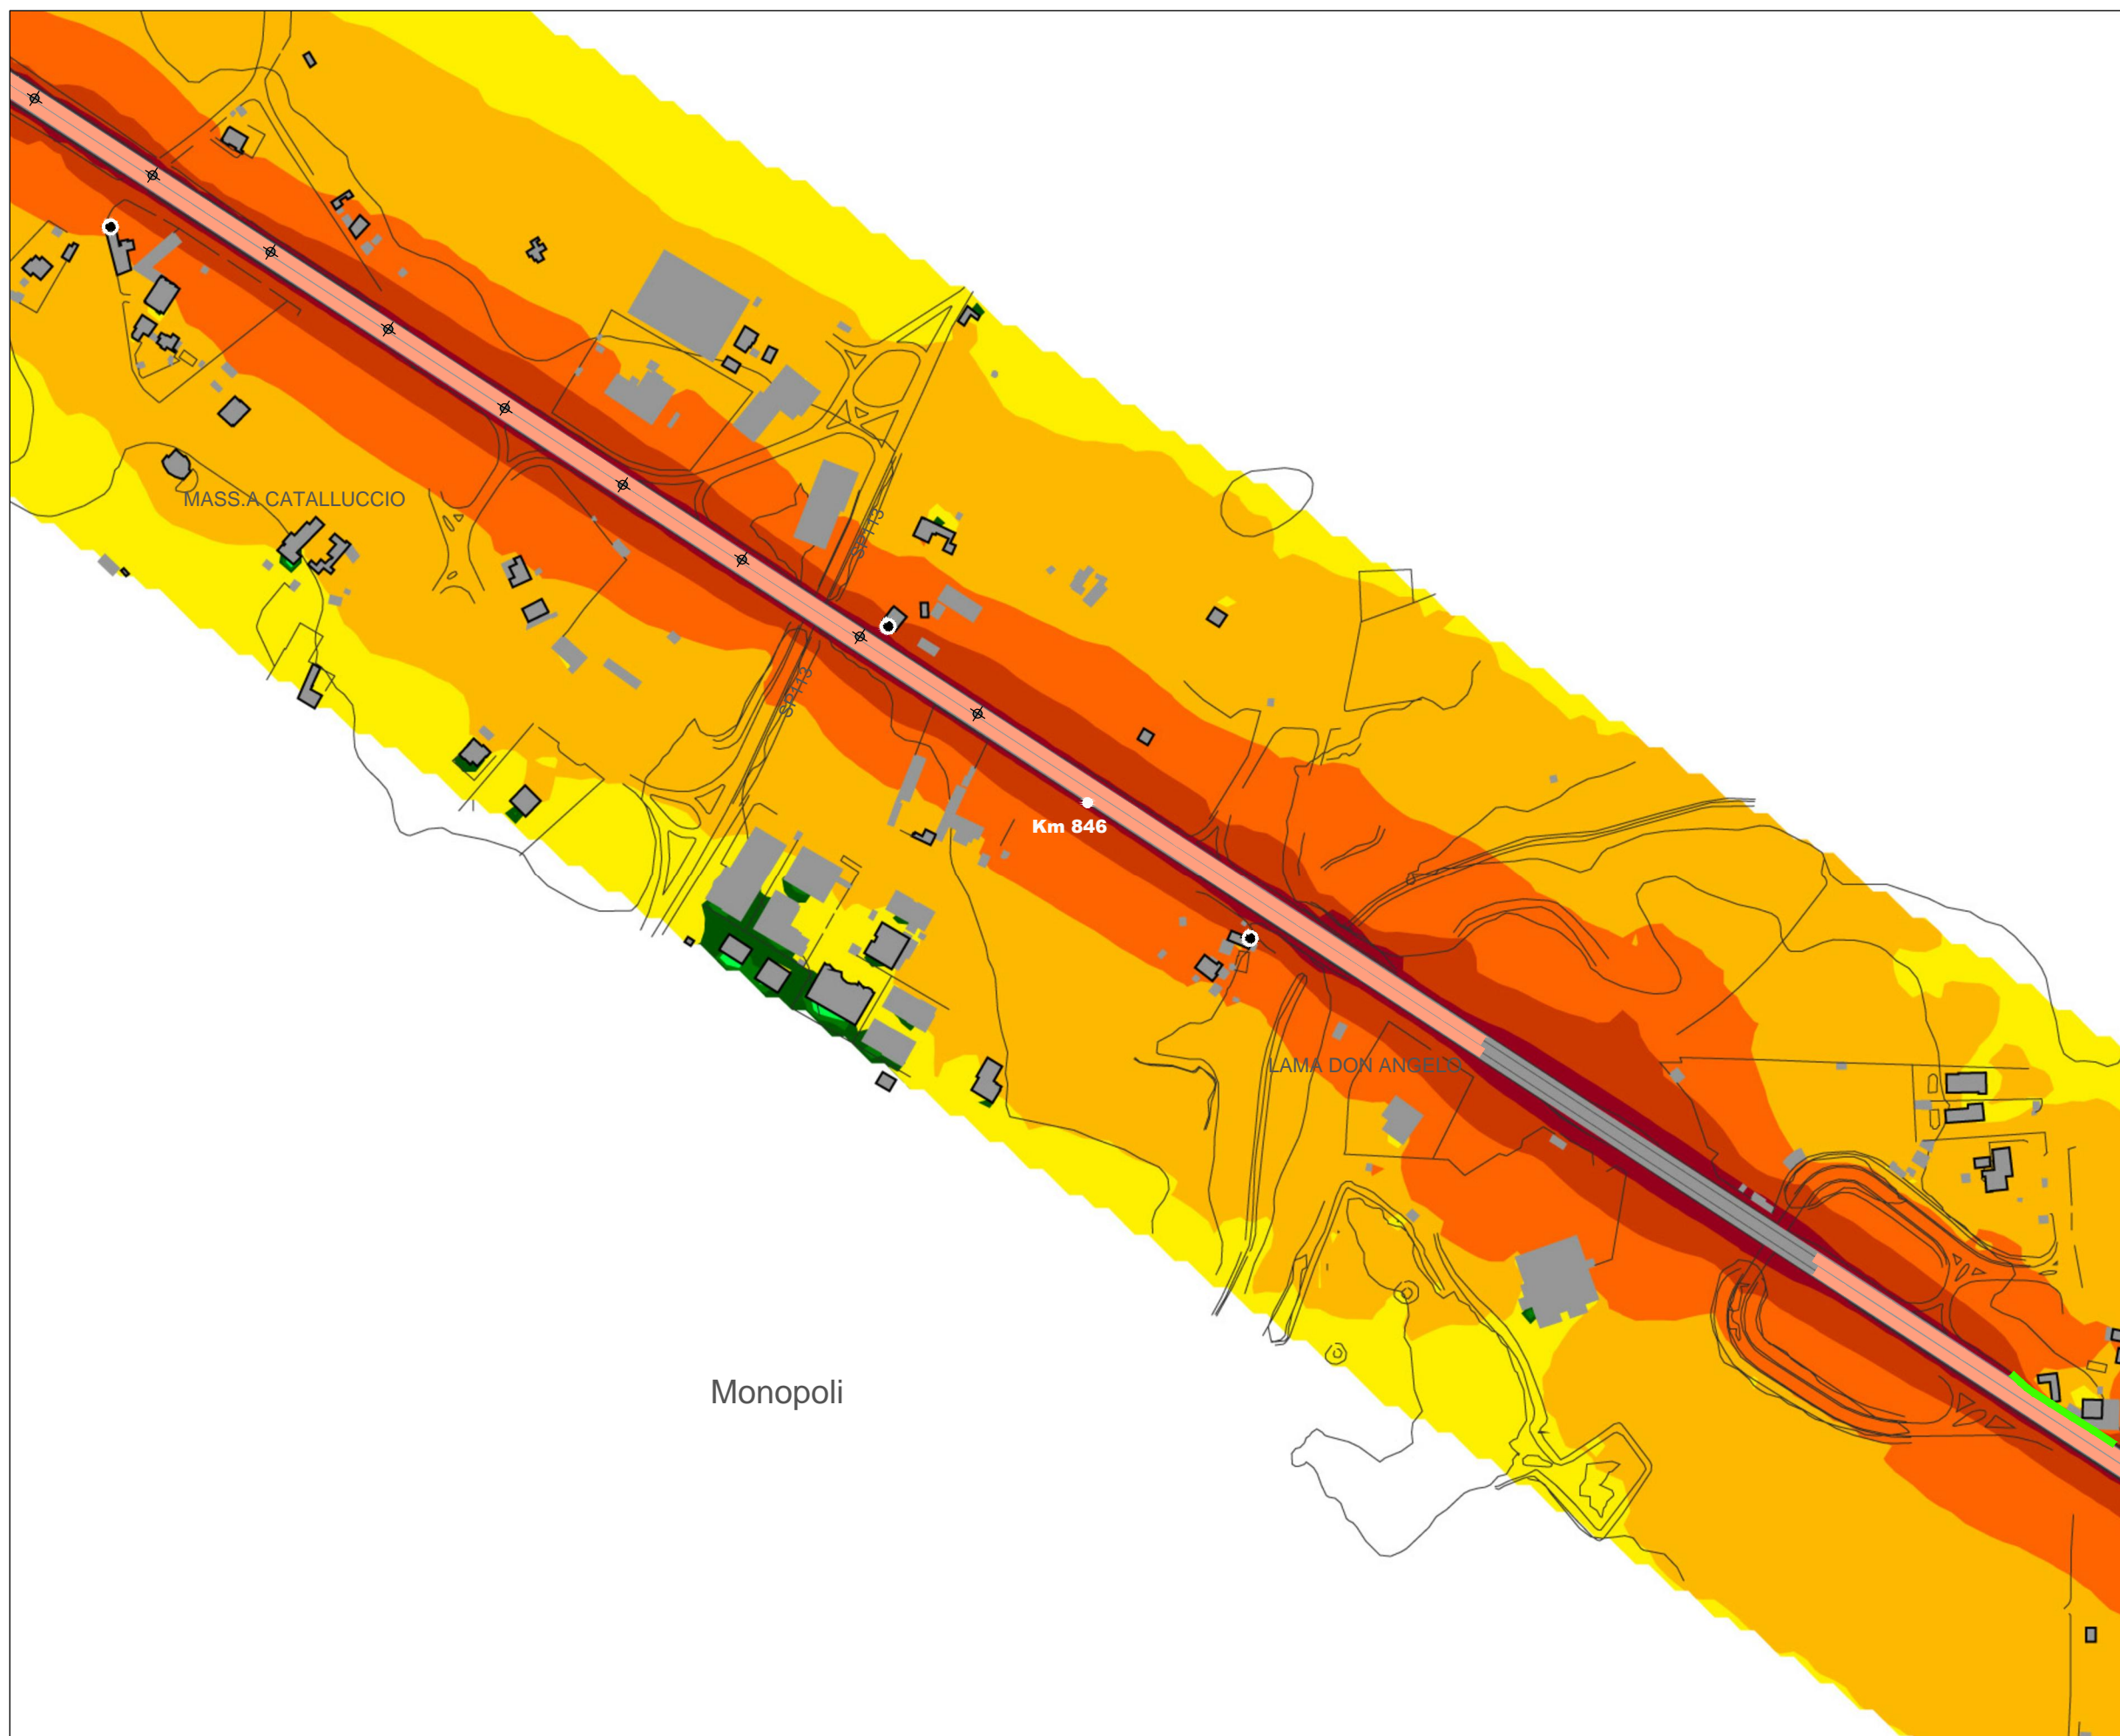 MASS.A CATALLUCCIO
SP113
SP113
Km 846
LAMA DON ANGELO
Monopoli